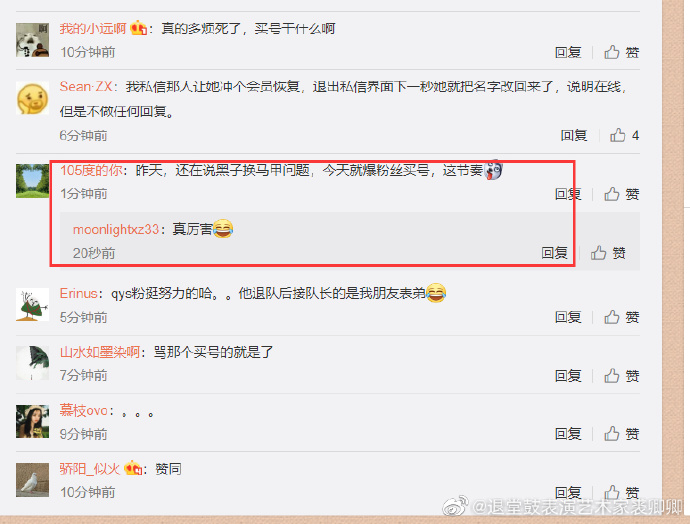 我的小远啊：真的多烦死了，买号干什么啊
10分钟前 回复 赞
Sean-ZX：我私信那人让她冲个会员恢复，退出私信界面下一秒她就把名字改回来了，说明在线，
但是不做任何回复。
6分钟前 回复 4
105度的你：昨天，还在说黑子换马甲问题，今天就爆粉丝买号，这节奏
1分钟前 回复 赞
moonlightxz33：真厉害
20秒前 回复 赞
Erinus：qys粉挺努力的哈。。他退队后接队长的是我朋友表弟
5分钟前 回复 赞
山水如墨染啊：骂那个买号的就是了
7分钟前 回复 赞
慕枝ovo：。。。
9分钟前 回复 赞
骄阳_似火：赞同
10分钟前 回复 赞
@退堂鼓表演艺术家裴卿卿